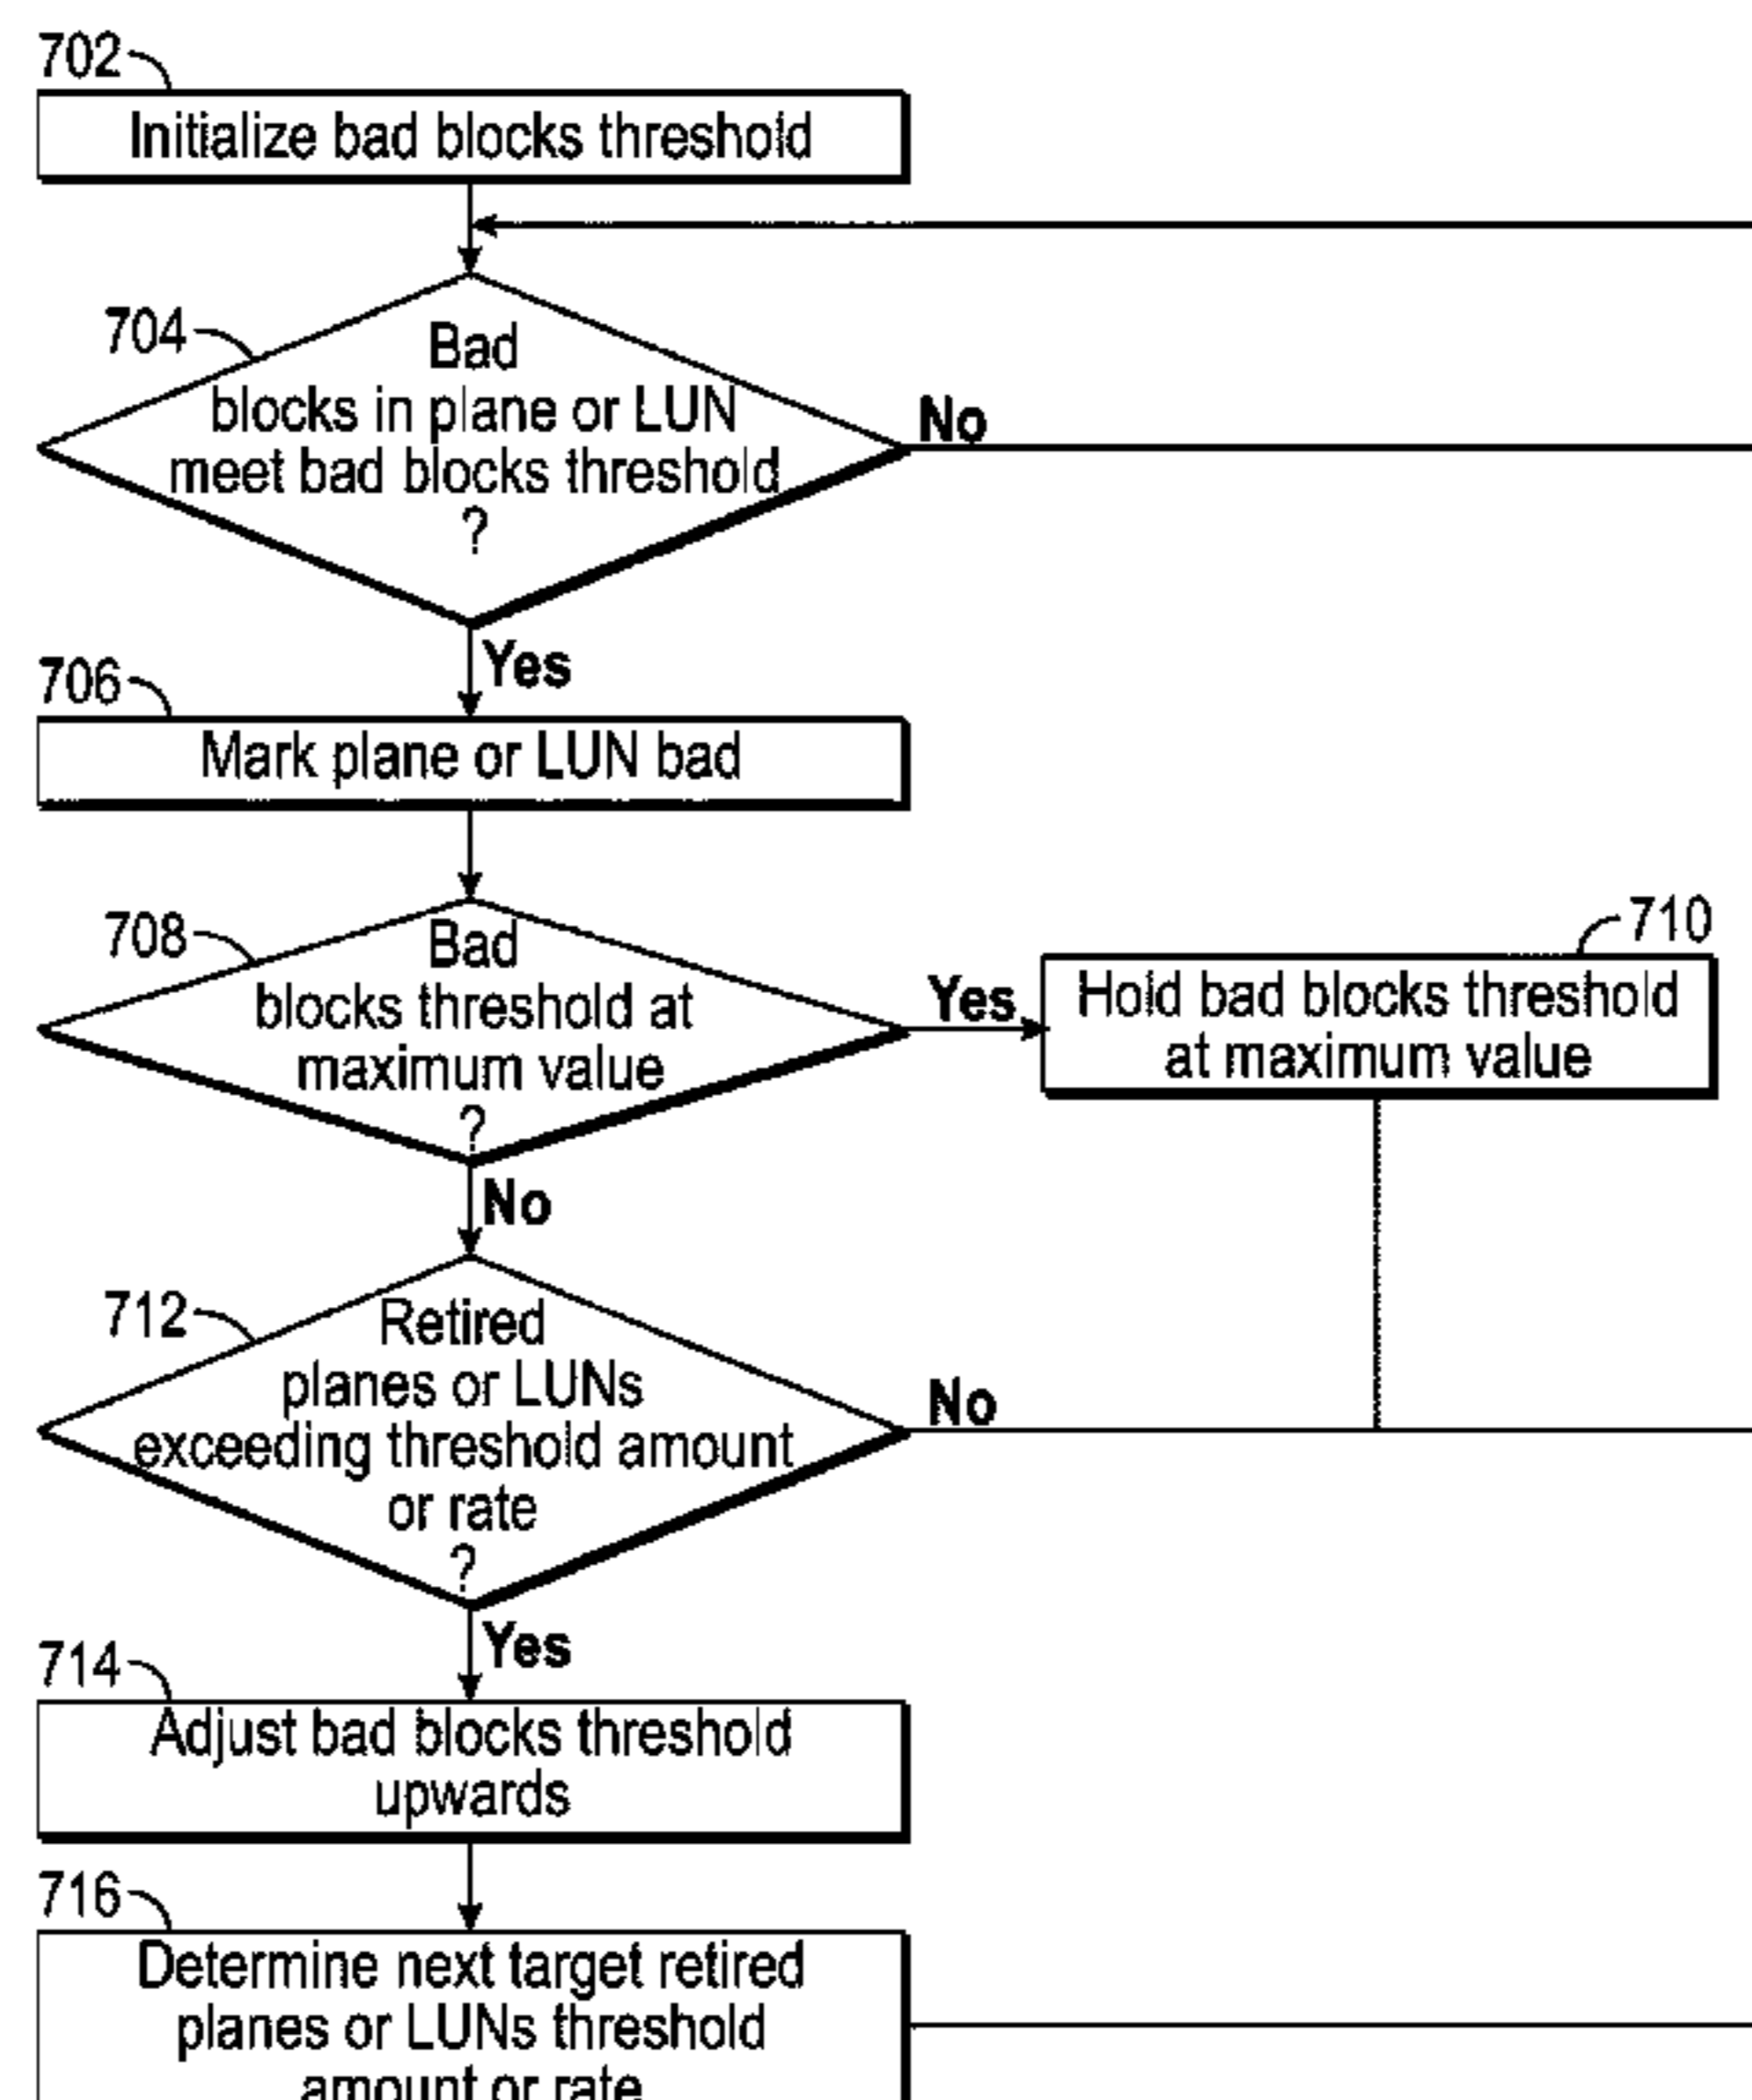 702
Initialize bad blocks threshold
704
Bad
blocks in plane or LUN
meet bad blocks threshold
?
No
Yes
706
Mark plane or LUN bad
708
Bad
blocks threshold at
maximum value
?
Yes
710
Hold bad blocks threshold
at maximum value
No
712
Retired
planes or LUNs
exceeding threshold amount
or rate
?
No
Yes
714
Adjust bad blocks threshold
upwards
716
Determine next target retired
planes or LUNs threshold
amount or rate